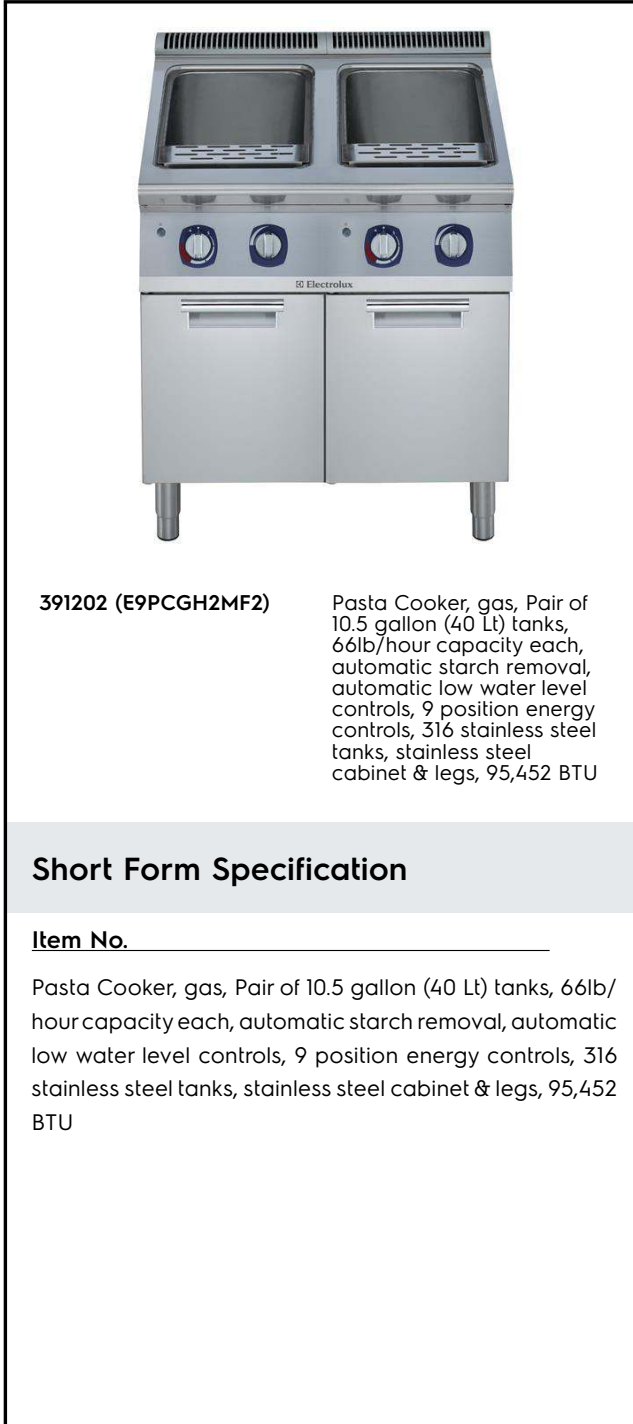 Electrolux
391202 (E9PCGH2MF2)
Pasta Cooker, gas, Pair of
10.5 gallon (40 Lt) tanks,
66lb/hour capacity each,
automatic starch removal,
automatic low water level
controls, 9 position energy
controls, 316 stainless steel
tanks, stainless steel
cabinet & legs, 95,452 BTU
Short Form Specification
Item No.
Pasta Cooker, gas, Pair of 10.5 gallon (40 Lt) tanks, 66lb/
hour capacity each, automatic starch removal, automatic
low water level controls, 9 position energy controls, 316
stainless steel tanks, stainless steel cabinet & legs, 95,452
BTU